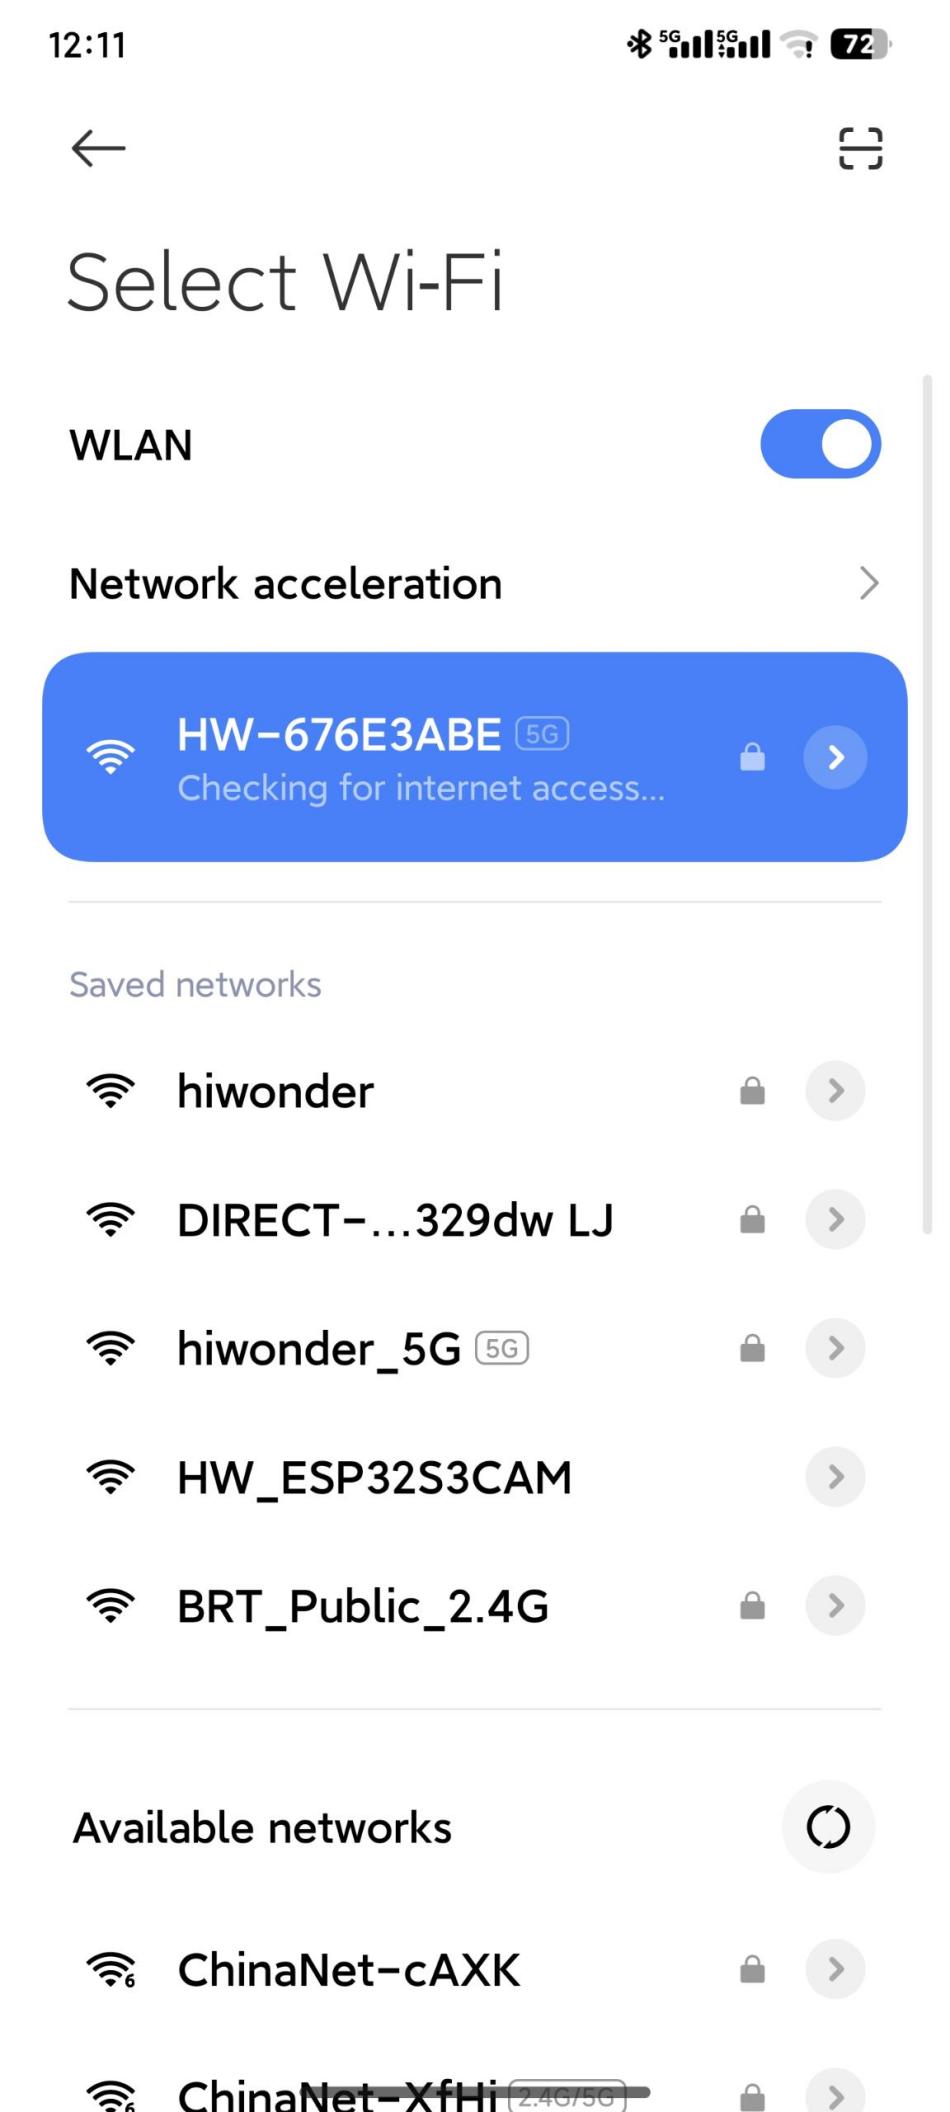 12:11
5G 5G 72
Select Wi-Fi
WLAN
Network acceleration
HW-676E3ABE 5G
Checking for internet access...
Saved networks
hiwonder
DIRECT-...329dw LJ
hiwonder_5G 5G
HW_ESP32S3CAM
BRT_Public_2.4G
Available networks
ChinaNet-cAXK
ChinaNet-XfHi 2.4G/5G